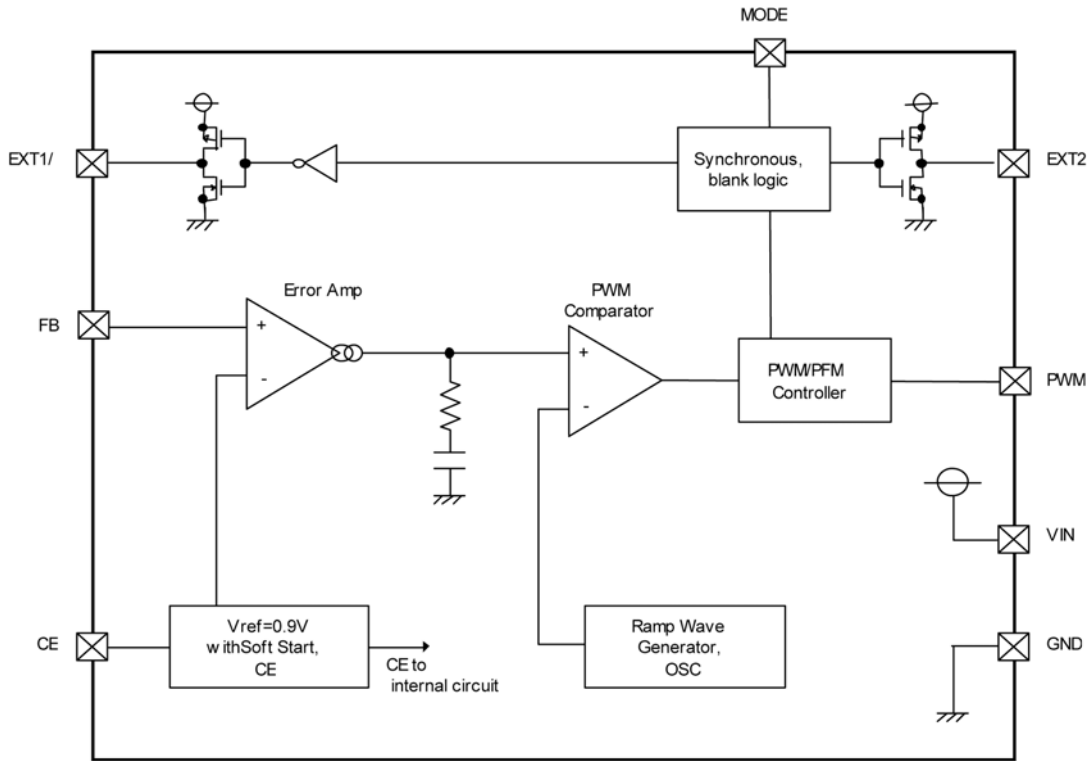 MODE
EXT1/
Synchronous,
blank logic
EXT2
Error Amp
PWM
Comparator
FB
+
-
+
-
PWM/PFM
Controller
PWM
VIN
CE
Vref=0.9V
withSoft Start,
CE
CE to
internal circuit
Ramp Wave
Generator,
OSC
GND